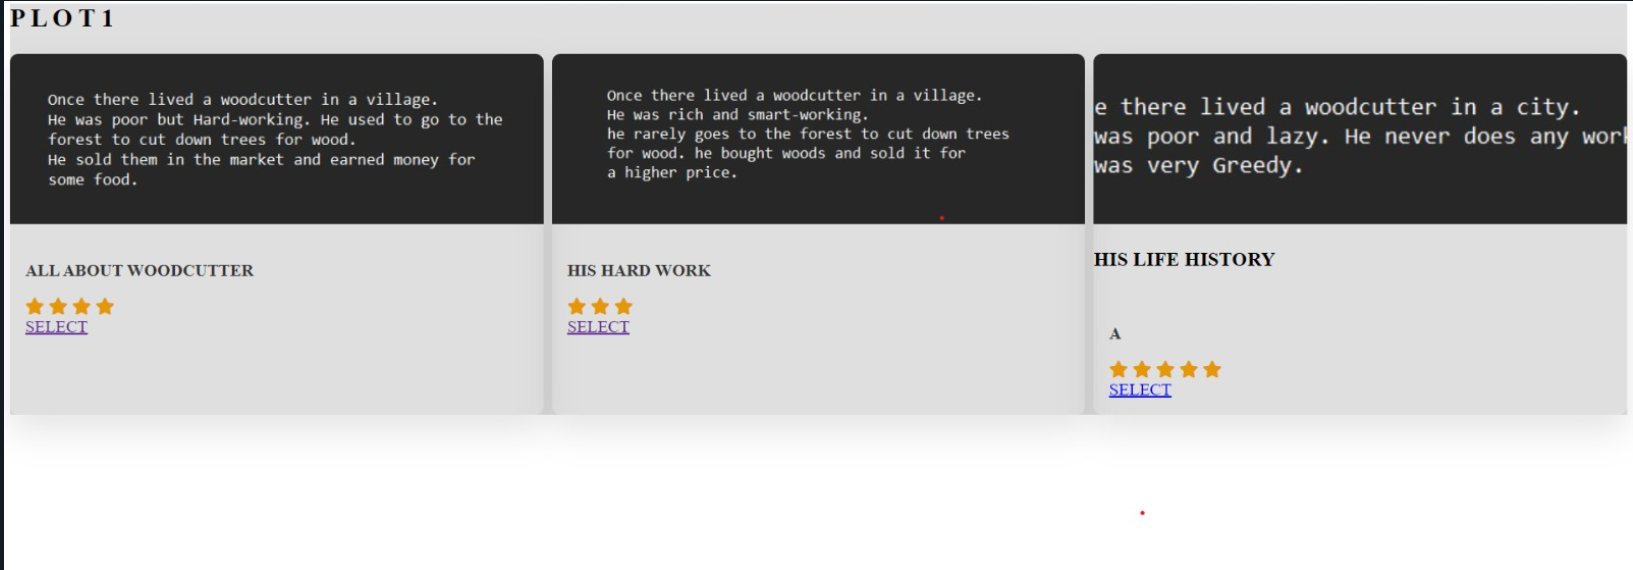 PLOT1
Once there lived a woodcutter in a village.
He was poor but Hard-working. He used to go to the
forest to cut down trees for wood.
He sold them in the market and earned money for
some food.
ALL ABOUT WOODCUTTER
SELECT
Once there lived a woodcutter in a village.
He was rich and smart-working.
he rarely goes to the forest to cut down trees
for wood. he bought woods and sold it for
a higher price.
HIS HARD WORK
SELECT
e there lived a woodcutter in a city.
was poor and lazy. He never does any work
was very Greedy.
HIS LIFE HISTORY
A
SELECT